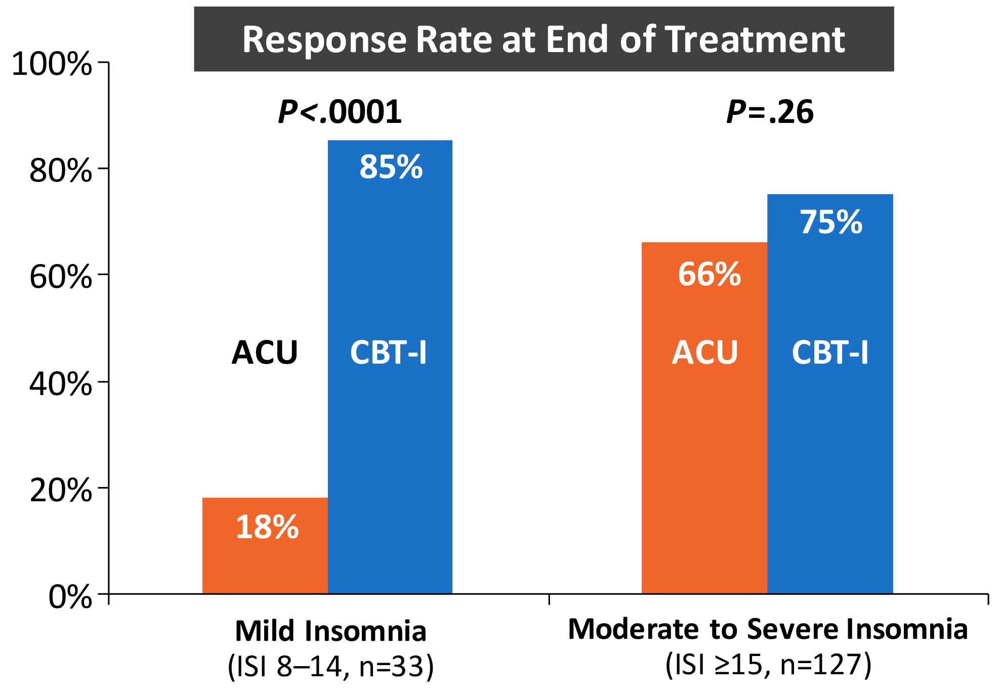 Response Rate at End of Treatment
100%
80%
60%
40%
20%
0%
P<.0001
P=.26
85%
75%
66%
ACU
CBT-I
ACU
CBT-I
18%
Mild Insomnia
(ISI 8–14, n=33)
Moderate to Severe Insomnia
(ISI ≥15, n=127)